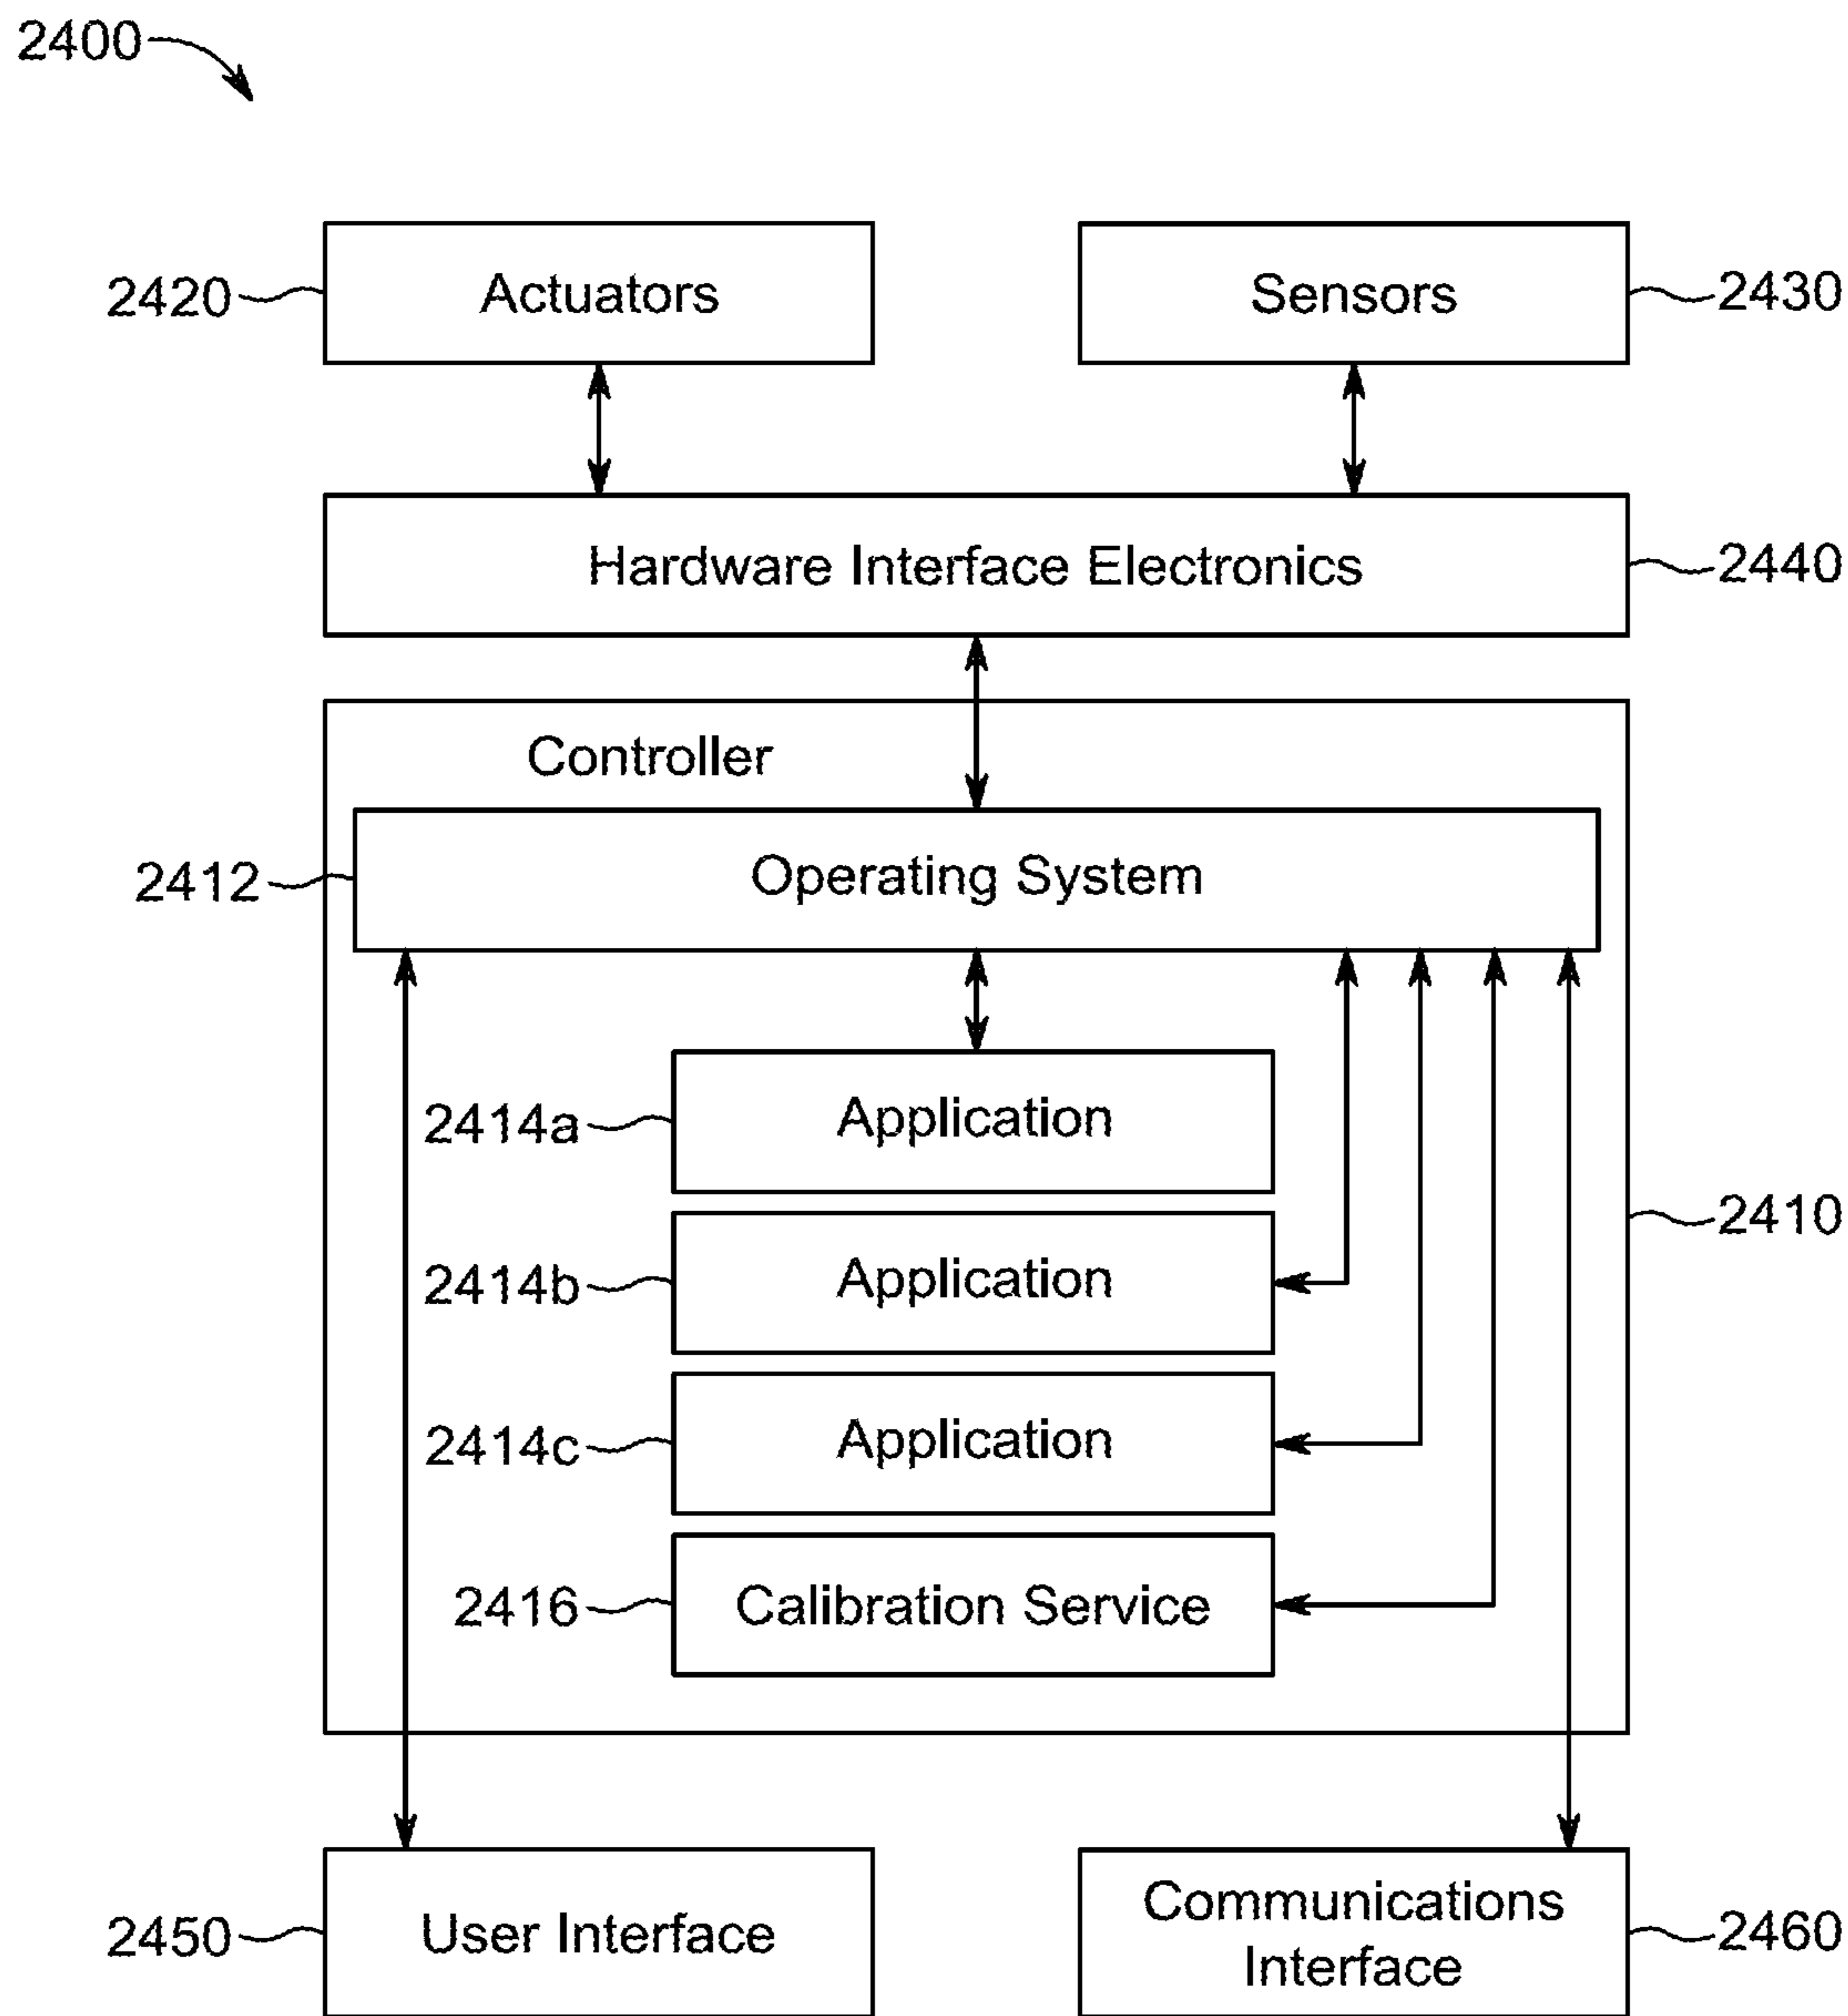 2400
2420
Actuators
Sensors
2430
Hardware Interface Electronics
2440
Controller
2412
Operating System
2414a
Application
2414b
Application
2410
2414c
Application
2416
Calibration Service
2450
User Interface
Communications
Interface
2460